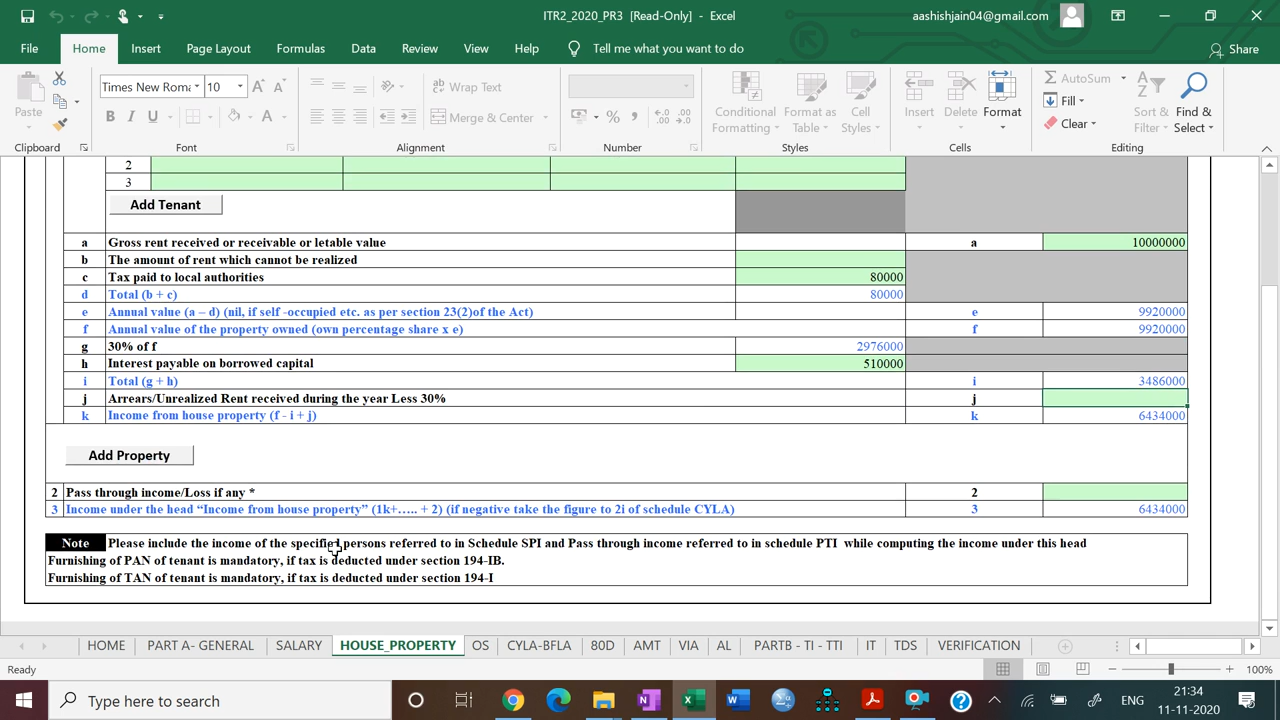 ITR2_2020_PR3 [Read-Only] - Excel aashishjain04@gmail.com
File Home Insert Page Layout Formulas Data Review View Help Tell me what you want to do Share
Paste
Times New Roma 10
B I U
Wrap Text
Merge & Center
% ,
Conditional Formatting
Format as Table
Cell Styles
Insert Delete Format
AutoSum
Fill
Clear
Sort & Filter
Find & Select
Clipboard Font Alignment Number Styles Cells Editing
2
3
Add Tenant
a Gross rent received or receivable or letable value a 10000000
b The amount of rent which cannot be realized
c Tax paid to local authorities 80000
d Total (b + c) 80000
e Annual value (a – d) (nil, if self -occupied etc. as per section 23(2)of the Act) e 9920000
f Annual value of the property owned (own percentage share x e) f 9920000
g 30% of f 2976000
h Interest payable on borrowed capital 510000
i Total (g + h) i 3486000
j Arrears/Unrealized Rent received during the year Less 30% j
k Income from house property (f - i + j) k 6434000
Add Property
2 Pass through income/Loss if any * 2
3 Income under the head “Income from house property” (1k+….. + 2) (if negative take the figure to 2i of schedule CYLA) 3 6434000
Note Please include the income of the specified persons referred to in Schedule SPI and Pass through income referred to in schedule PTI while computing the income under this head
Furnishing of PAN of tenant is mandatory, if tax is deducted under section 194-IB.
Furnishing of TAN of tenant is mandatory, if tax is deducted under section 194-I
HOME PART A- GENERAL SALARY HOUSE_PROPERTY OS CYLA-BFLA 80D AMT VIA AL PARTB - TI - TTI IT TDS VERIFICATION
Ready 100%
Type here to search ENG 21:34
11-11-2020